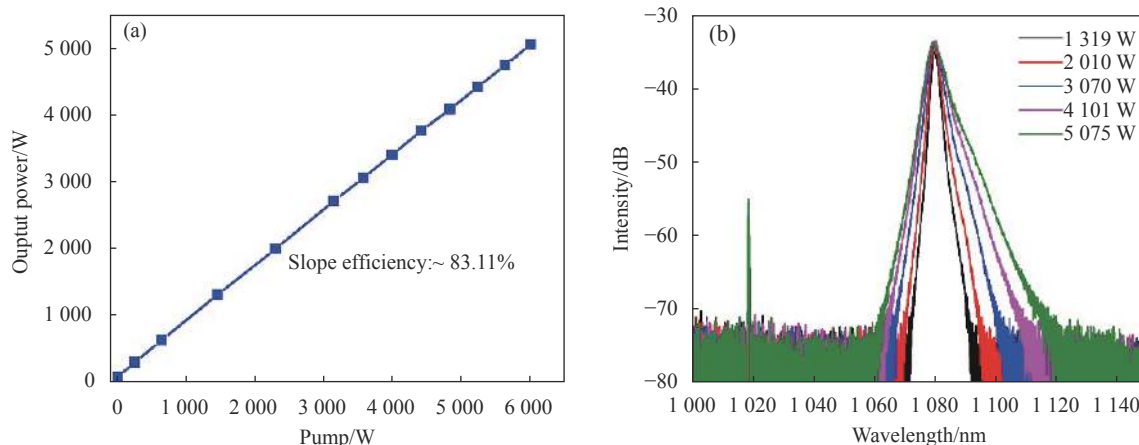 (a)
5 000
4 000
3 000
2 000
1 000
0
Ouptut power/W
Slope efficiency:~ 83.11%
0 1 000 2 000 3 000 4 000 5 000 6 000
Pump/W
(b)
−30
−40
−50
−60
−70
−80
Intensity/dB
1 319 W
2 010 W
3 070 W
4 101 W
5 075 W
1 000 1 020 1 040 1 060 1 080 1 100 1 120 1 140
Wavelength/nm